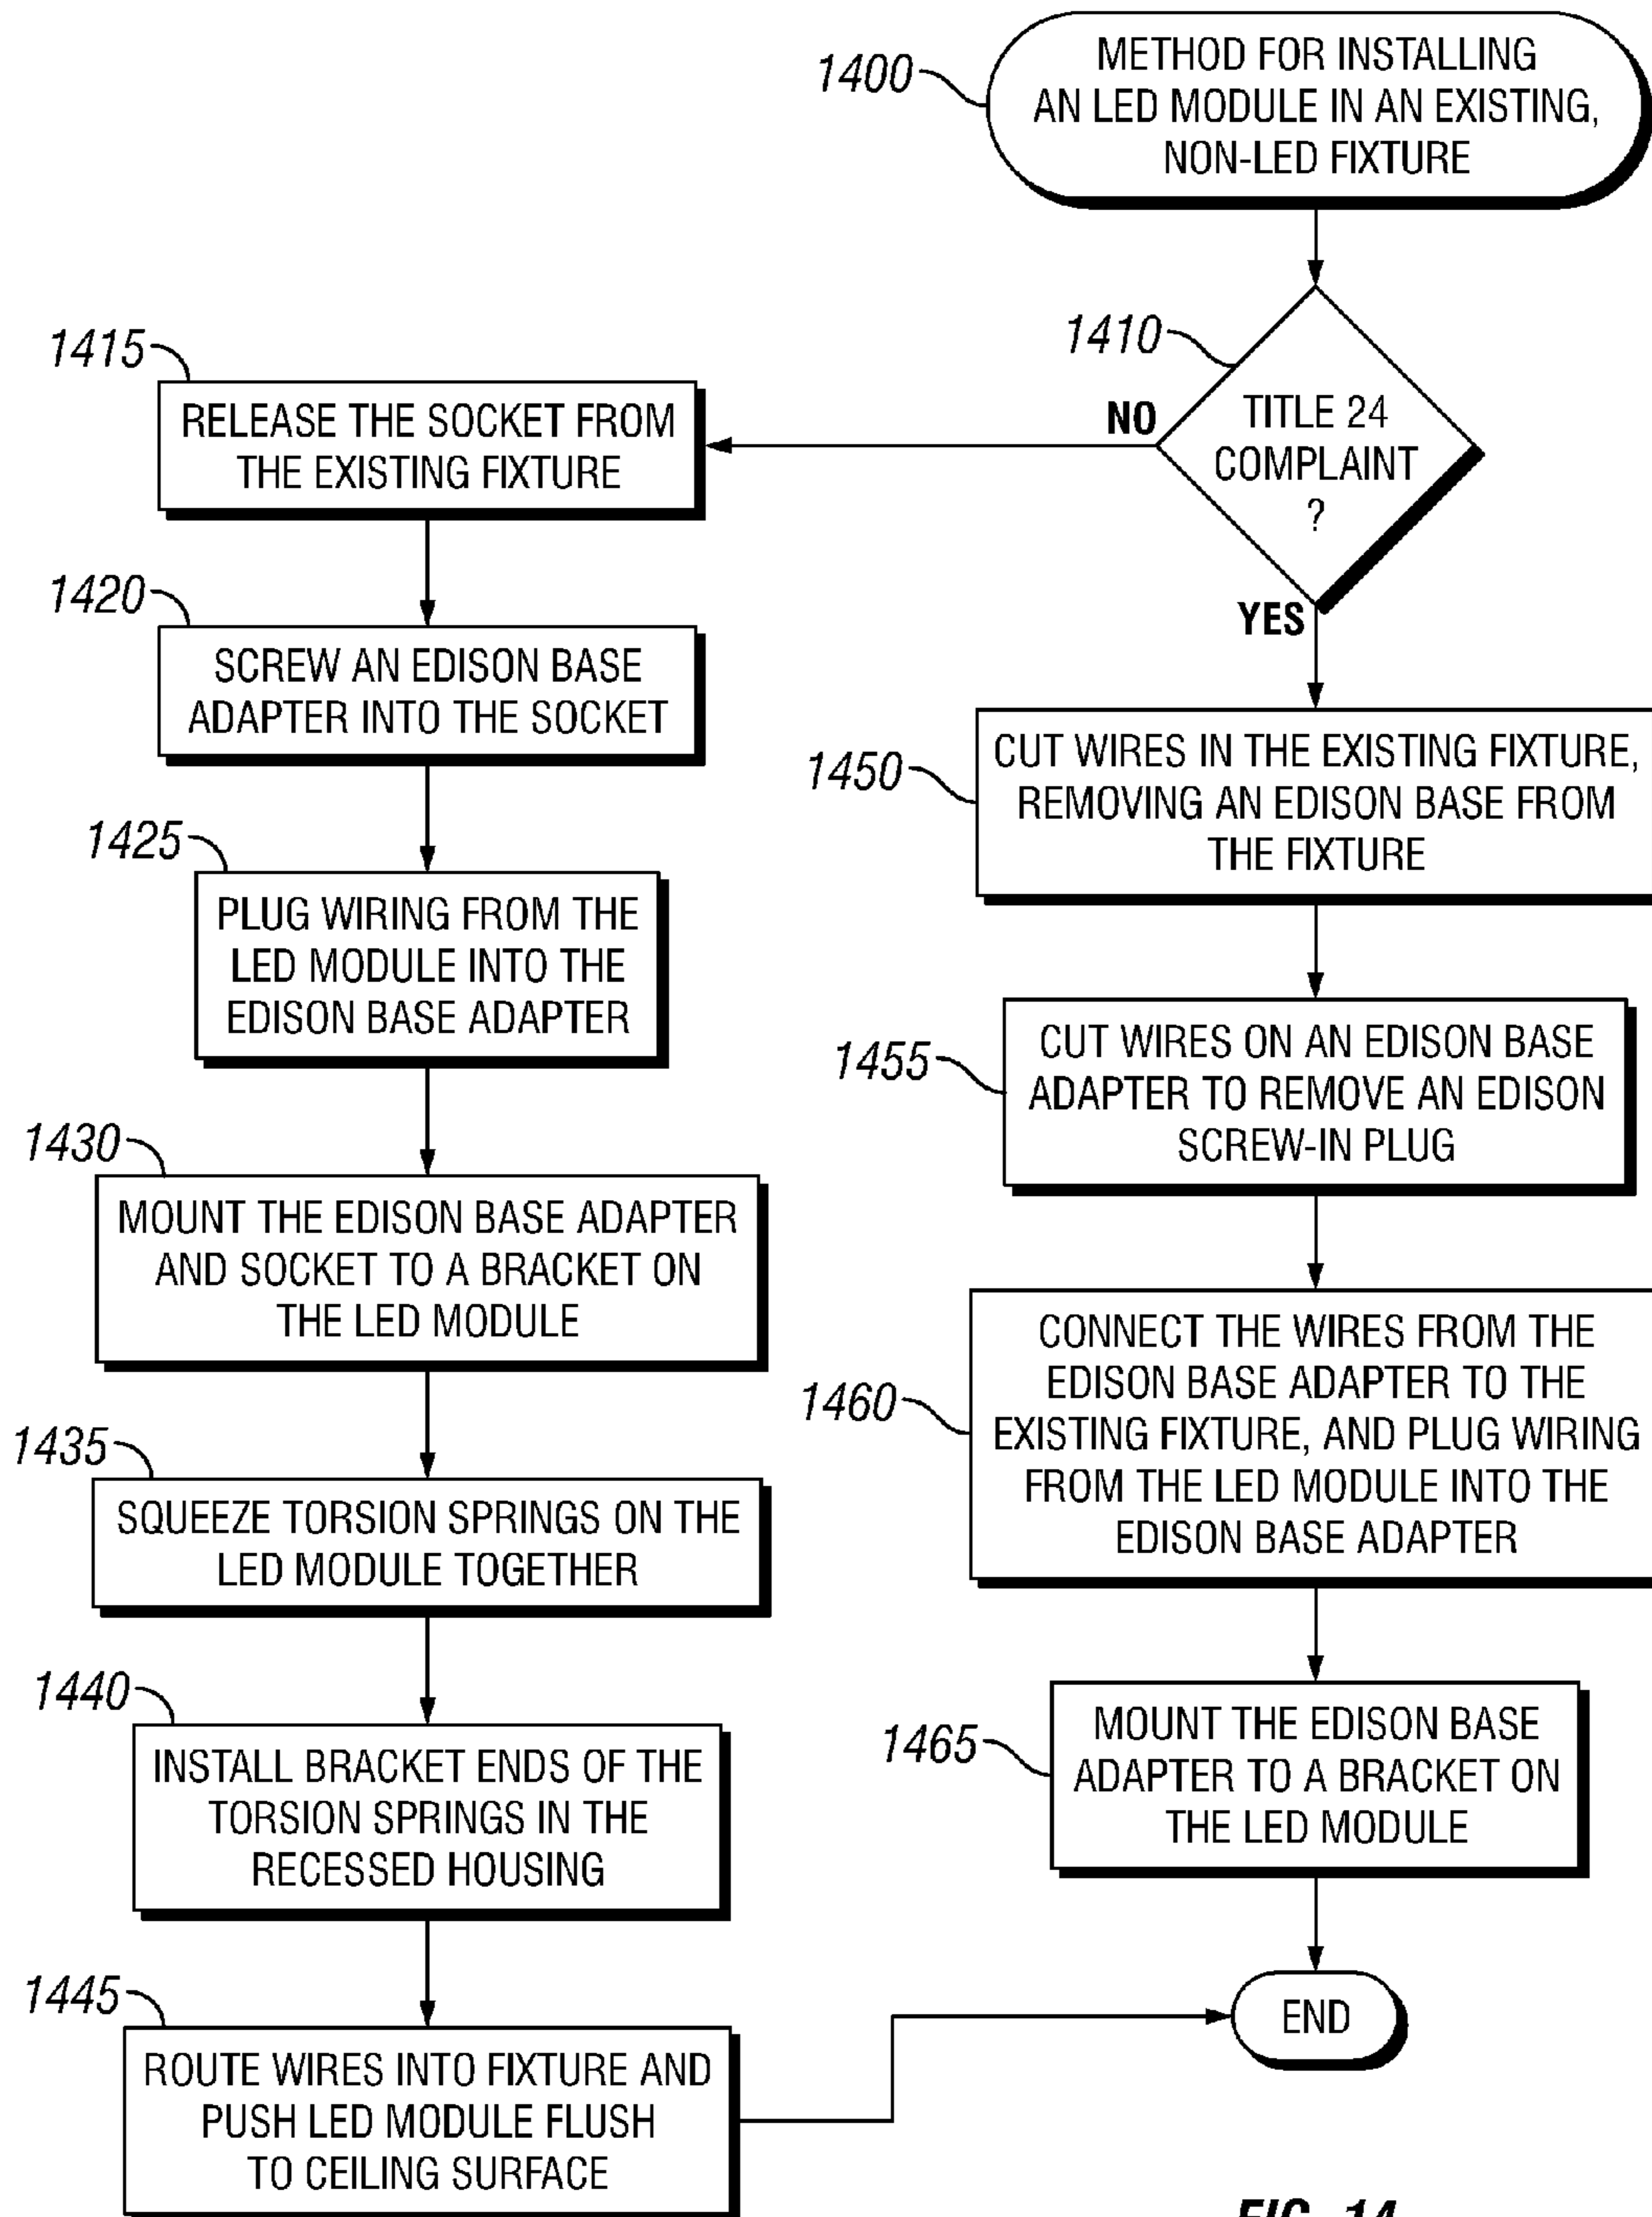 1400
METHOD FOR INSTALLING
AN LED MODULE IN AN EXISTING,
NON-LED FIXTURE
1410
TITLE 24
COMPLAINT
?
NO
YES
1415
RELEASE THE SOCKET FROM
THE EXISTING FIXTURE
1420
SCREW AN EDISON BASE
ADAPTER INTO THE SOCKET
1425
PLUG WIRING FROM THE
LED MODULE INTO THE
EDISON BASE ADAPTER
1430
MOUNT THE EDISON BASE ADAPTER
AND SOCKET TO A BRACKET ON
THE LED MODULE
1435
SQUEEZE TORSION SPRINGS ON THE
LED MODULE TOGETHER
1440
INSTALL BRACKET ENDS OF THE
TORSION SPRINGS IN THE
RECESSED HOUSING
1445
ROUTE WIRES INTO FIXTURE AND
PUSH LED MODULE FLUSH
TO CEILING SURFACE
1450
CUT WIRES IN THE EXISTING FIXTURE,
REMOVING AN EDISON BASE FROM
THE FIXTURE
1455
CUT WIRES ON AN EDISON BASE
ADAPTER TO REMOVE AN EDISON
SCREW-IN PLUG
1460
CONNECT THE WIRES FROM THE
EDISON BASE ADAPTER TO THE
EXISTING FIXTURE, AND PLUG WIRING
FROM THE LED MODULE INTO THE
EDISON BASE ADAPTER
1465
MOUNT THE EDISON BASE
ADAPTER TO A BRACKET ON
THE LED MODULE
END
FIG. 14